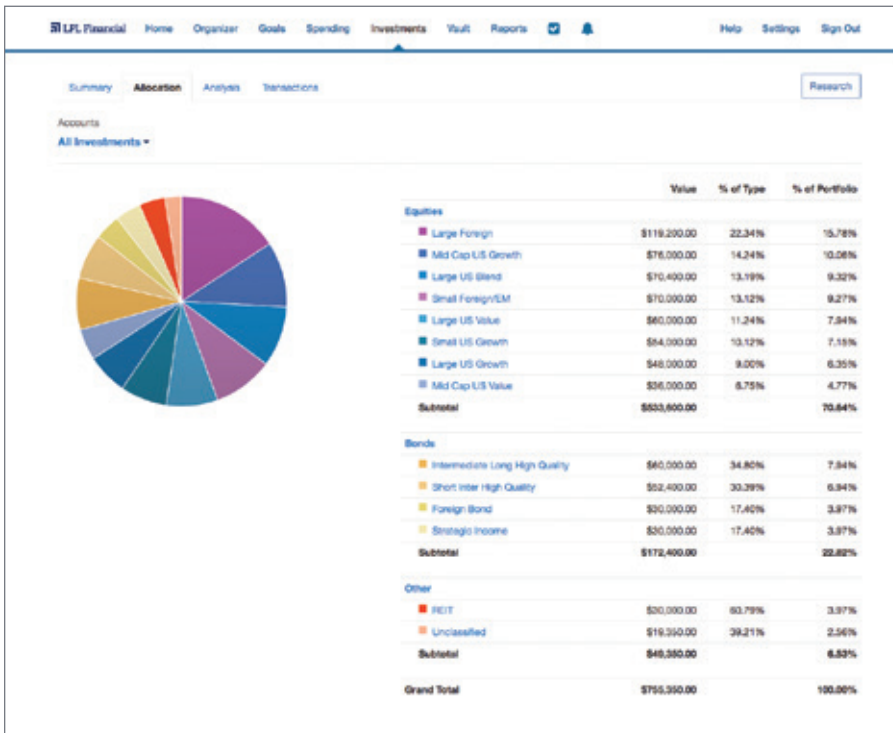 LPL Financial Home Organizer Goals Spending Investments Vault Reports Help Settings Sign Out
Summary Allocation Analysis Transactions Research
Accounts
All Investments
Value % of Type % of Portfolio
Equities
Large Foreign $119,200.00 22.34% 15.78%
Mid Cap US Growth $76,000.00 14.24% 10.06%
Large US Blend $70,400.00 13.19% 9.32%
Small Foreign/EM $70,000.00 13.12% 9.27%
Large US Value $60,000.00 11.24% 7.94%
Small US Growth $54,000.00 10.12% 7.15%
Large US Growth $48,000.00 9.00% 6.35%
Mid Cap US Value $36,000.00 6.75% 4.77%
Subtotal $533,600.00 70.64%
Bonds
Intermediate Long High Quality $60,000.00 34.80% 7.94%
Short Inter High Quality $52,400.00 30.39% 6.94%
Foreign Bond $30,000.00 17.40% 3.97%
Strategic Income $30,000.00 17.40% 3.97%
Subtotal $172,400.00 22.82%
Other
REIT $30,000.00 60.79% 3.97%
Unclassified $19,350.00 39.21% 2.56%
Subtotal $49,350.00 6.53%
Grand Total $755,350.00 100.00%